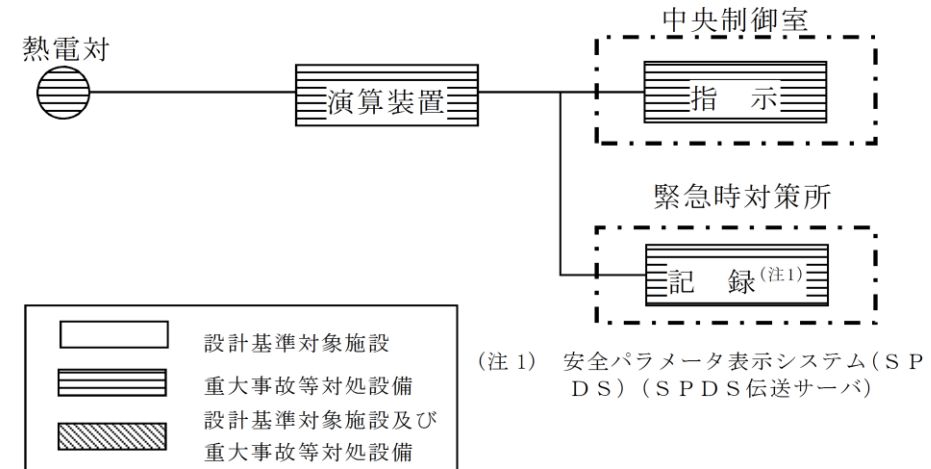 中央制御室
熱電対
演算装置
指 示
緊急時対策所
記 録(注1)
設計基準対象施設
重大事故等対処設備
設計基準対象施設及び
重大事故等対処設備
(注 1) 安全パラメータ表示システム(SP
DS)(SPDS伝送サーバ)